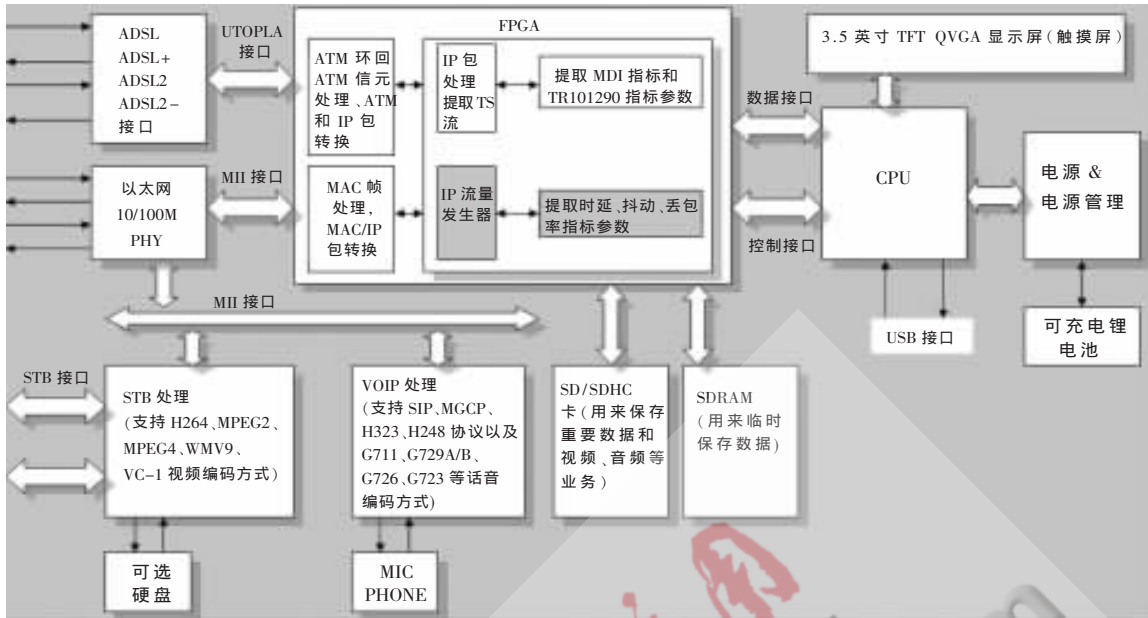 FPGA
ADSL
ADSL+
ADSL2
ADSL2-
接口
UTOPLA
接口
ATM 环回
ATM 信元
处理、ATM
和 IP 包
转换
IP 包
处理
提取 TS
流
提取 MDI 指标和
TR101290 指标参数
3.5 英寸 TFT QVGA 显示屏(触摸屏)
数据接口
CPU
电源 &
电源管理
以太网
10/100M
PHY
MII 接口
MAC 帧
处理,
MAC/IP
包转换
IP 流量
发生器
提取时延、抖动、丢包
率指标参数
控制接口
MII 接口
USB 接口
可充电锂
电池
STB 接口
STB 处理
(支持 H264、MPEG2、
MPEG4、WMV9、
VC-1 视频编码方式)
VOIP 处理
(支持 SIP、MGCP、
H323、H248 协议以及
G711、G729A/B、
G726、G723 等话音
编码方式)
SD/SDHC
卡(用来保存
重要数据和
视频、音频等
业务)
SDRAM
(用来临时
保存数据)
可选
硬盘
MIC
PHONE